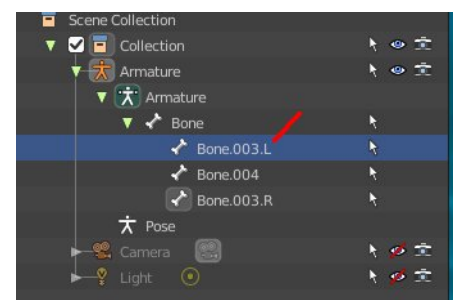 Scene Collection
Collection
Armature
Armature
Bone
Bone.003.L
Bone.004
Bone.003.R
Pose
Camera
Light